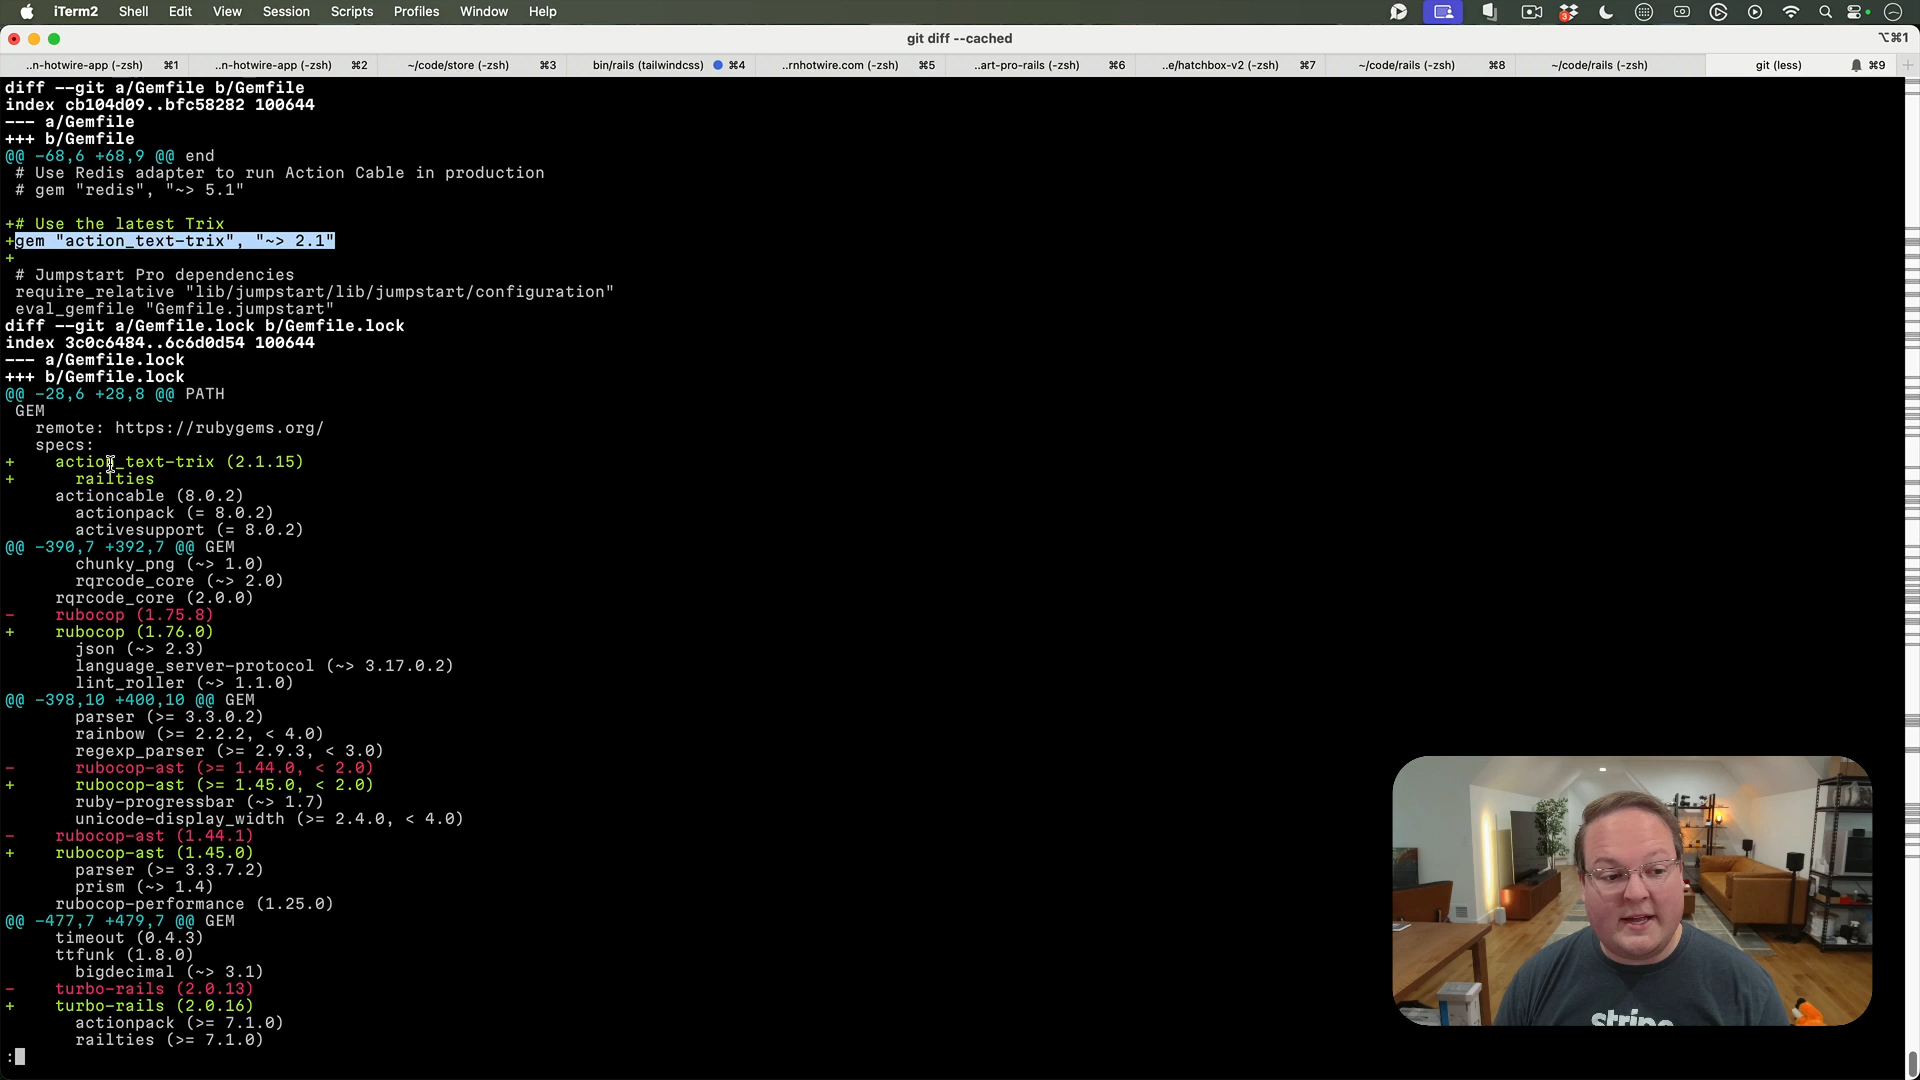 iTerm2 Shell Edit View Session Scripts Profiles Window Help
git diff --cached
⌥⌘1
..n-hotwire-app (-zsh) ⌘1 ..n-hotwire-app (-zsh) ⌘2 ~/code/store (-zsh) ⌘3 bin/rails (tailwindcss) ⌘4 ..rnhotwire.com (-zsh) ⌘5 ..art-pro-rails (-zsh) ⌘6 ..e/hatchbox-v2 (-zsh) ⌘7 ~/code/rails (-zsh) ⌘8 ~/code/rails (-zsh) git (less) ⌘9
diff --git a/Gemfile b/Gemfile
index cb104d09..bfc58282 100644
--- a/Gemfile
+++ b/Gemfile
@@ -68,6 +68,9 @@ end
# Use Redis adapter to run Action Cable in production
# gem "redis", "~> 5.1"
+# Use the latest Trix
+gem "action_text-trix", "~> 2.1"
+
# Jumpstart Pro dependencies
require_relative "lib/jumpstart/lib/jumpstart/configuration"
eval_gemfile "Gemfile.jumpstart"
diff --git a/Gemfile.lock b/Gemfile.lock
index 3c0c6484..6c6d0d54 100644
--- a/Gemfile.lock
+++ b/Gemfile.lock
@@ -28,6 +28,8 @@ PATH
GEM
remote: https://rubygems.org/
specs:
+ action_text-trix (2.1.15)
+ railties
actioncable (8.0.2)
actionpack (= 8.0.2)
activesupport (= 8.0.2)
@@ -390,7 +392,7 @@ GEM
chunky_png (~> 1.0)
rqrcode_core (~> 2.0)
rqrcode_core (2.0.0)
- rubocop (1.75.8)
+ rubocop (1.76.0)
json (~> 2.3)
language_server-protocol (~> 3.17.0.2)
lint_roller (~> 1.1.0)
@@ -398,10 +400,10 @@ GEM
parser (>= 3.3.0.2)
rainbow (>= 2.2.2, < 4.0)
regexp_parser (>= 2.9.3, < 3.0)
- rubocop-ast (>= 1.44.0, < 2.0)
+ rubocop-ast (>= 1.45.0, < 2.0)
ruby-progressbar (~> 1.7)
unicode-display_width (>= 2.4.0, < 4.0)
- rubocop-ast (1.44.1)
+ rubocop-ast (1.45.0)
parser (>= 3.3.7.2)
prism (~> 1.4)
rubocop-performance (1.25.0)
@@ -477,7 +479,7 @@ GEM
timeout (0.4.3)
ttfunk (1.8.0)
bigdecimal (~> 3.1)
- turbo-rails (2.0.13)
+ turbo-rails (2.0.16)
actionpack (>= 7.1.0)
railties (>= 7.1.0)
:
stripe